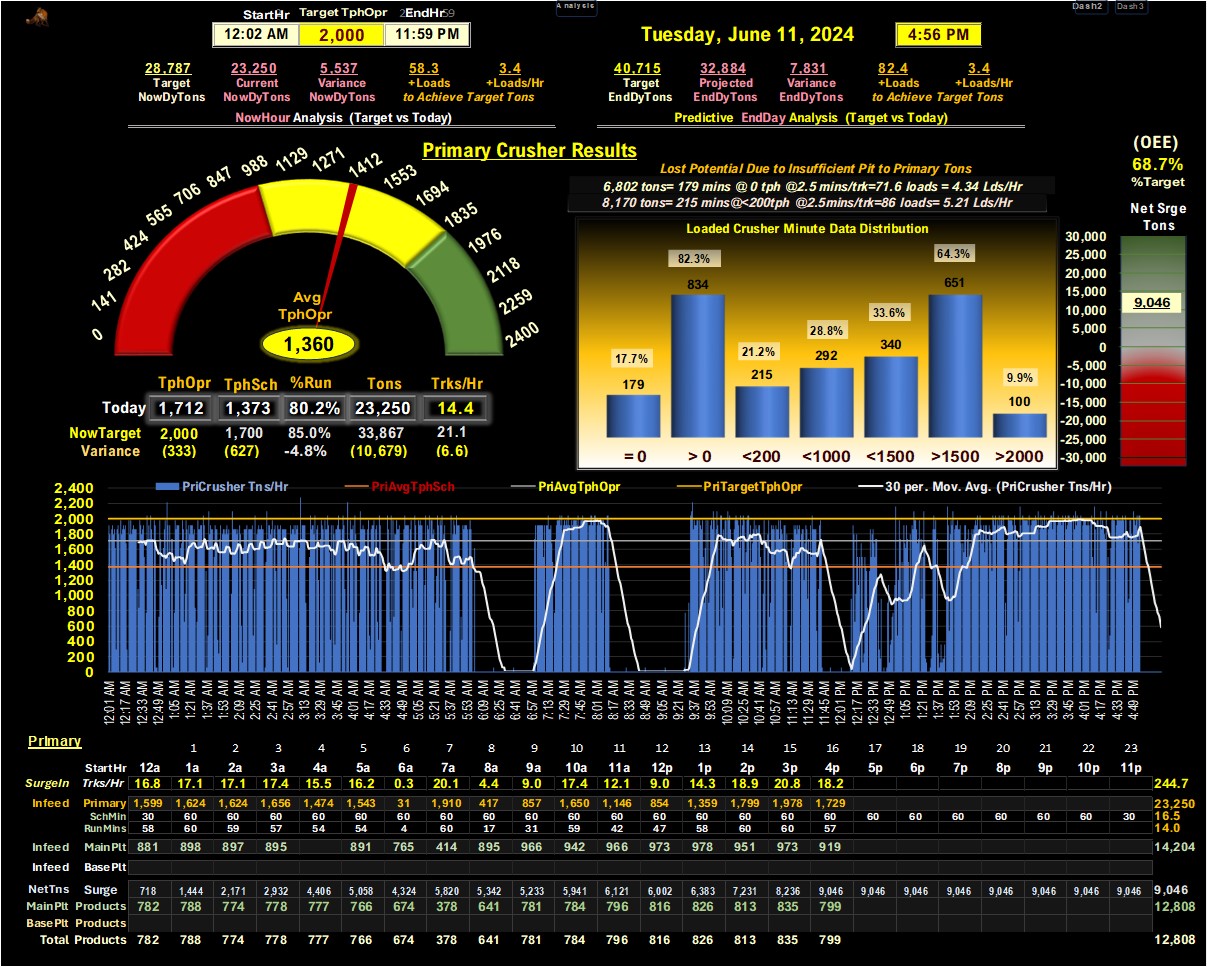 Analysis
Dash2 Dash3
StartHr Target TphOpr EndHr
12:02 AM 2,000 11:59 PM
Tuesday, June 11, 2024 4:56 PM
28,787 23,250 5,537 58.3 3.4
Target Current Variance +Loads +Loads/Hr
NowDyTons NowDyTons NowDyTons to Achieve Target Tons
NowHour Analysis (Target vs Today)
40,715 32,884 7,831 82.4 3.4
Target Projected Variance +Loads +Loads/Hr
EndDyTons EndDyTons EndDyTons to Achieve Target Tons
Predictive EndDay Analysis (Target vs Today)
Primary Crusher Results
0 141 282 424 565 706 847 988 1129 1271 1412 1553 1694 1835 1976 2118 2259 2400
Avg
TphOpr
1,360
TphOpr TphSch %Run Tons Trks/Hr
Today 1,712 1,373 80.2% 23,250 14.4
NowTarget 2,000 1,700 85.0% 33,867 21.1
Variance (333) (627) -4.8% (10,679) (6.6)
Lost Potential Due to Insufficient Pit to Primary Tons
6,802 tons= 179 mins @ 0 tph @2.5 mins/trk=71.6 loads = 4.34 Lds/Hr
8,170 tons= 215 mins@<200tph @2.5mins/trk=86 loads= 5.21 Lds/Hr
Loaded Crusher Minute Data Distribution
17.7% 82.3% 21.2% 28.8% 33.6% 64.3% 9.9%
179 834 215 292 340 651 100
= 0 > 0 <200 <1000 <1500 >1500 >2000
(OEE)
68.7%
%Target
Net Srge
Tons
30,000
20,000
15,000
10,000
5,000
0
-5,000
-10,000
-15,000
-20,000
-25,000
-30,000
9,046
PriCrusher Tns/Hr PriAvgTphSch PriAvgTphOpr PriTargetTphOpr 30 per. Mov. Avg. (PriCrusher Tns/Hr)
2,400
2,200
2,000
1,800
1,600
1,400
1,200
1,000
800
600
400
200
0
12:01 AM 12:17 AM 12:33 AM 12:49 AM 1:05 AM 1:21 AM 1:37 AM 1:53 AM 2:09 AM 2:25 AM 2:41 AM 2:57 AM 3:13 AM 3:29 AM 3:45 AM 4:01 AM 4:17 AM 4:33 AM 4:49 AM 5:05 AM 5:21 AM 5:37 AM 5:53 AM 6:09 AM 6:25 AM 6:41 AM 6:57 AM 7:13 AM 7:29 AM 7:45 AM 8:01 AM 8:17 AM 8:33 AM 8:49 AM 9:05 AM 9:21 AM 9:37 AM 9:53 AM 10:09 AM 10:25 AM 10:41 AM 10:57 AM 11:13 AM 11:29 AM 11:45 AM 12:01 PM 12:17 PM 12:33 PM 12:49 PM 1:05 PM 1:21 PM 1:37 PM 1:53 PM 2:09 PM 2:25 PM 2:41 PM 2:57 PM 3:13 PM 3:29 PM 3:45 PM 4:01 PM 4:17 PM 4:33 PM 4:49 PM
Primary 1 2 3 4 5 6 7 8 9 10 11 12 13 14 15 16 17 18 19 20 21 22 23
StartHr 12a 1a 2a 3a 4a 5a 6a 7a 8a 9a 10a 11a 12p 1p 2p 3p 4p 5p 6p 7p 8p 9p 10p 11p
SurgeIn Trks/Hr 16.8 17.1 17.1 17.4 15.5 16.2 0.3 20.1 4.4 9.0 17.4 12.1 9.0 14.3 18.9 20.8 18.2 244.7
Infeed Primary 1,599 1,624 1,624 1,656 1,474 1,543 31 1,910 417 857 1,650 1,146 854 1,359 1,799 1,978 1,729 23,250
SchMin 30 60 60 60 60 60 60 60 60 60 60 60 60 60 60 60 60 60 60 60 60 60 60 30 16.5
RunMins 58 60 59 57 54 54 4 60 17 31 59 42 47 58 60 60 57 14.0
Infeed MainPlt 881 898 897 895 891 765 414 895 966 942 966 973 978 951 973 919 14,204
Infeed BasePlt
NetTns Surge 718 1,444 2,171 2,932 4,406 5,058 4,324 5,820 5,342 5,233 5,941 6,121 6,002 6,383 7,231 8,236 9,046 9,046 9,046 9,046 9,046 9,046 9,046 9,046 9,046
MainPlt Products 782 788 774 778 777 766 674 378 641 781 784 796 816 826 813 835 799 12,808
BasePlt Products
Total Products 782 788 774 778 777 766 674 378 641 781 784 796 816 826 813 835 799 12,808